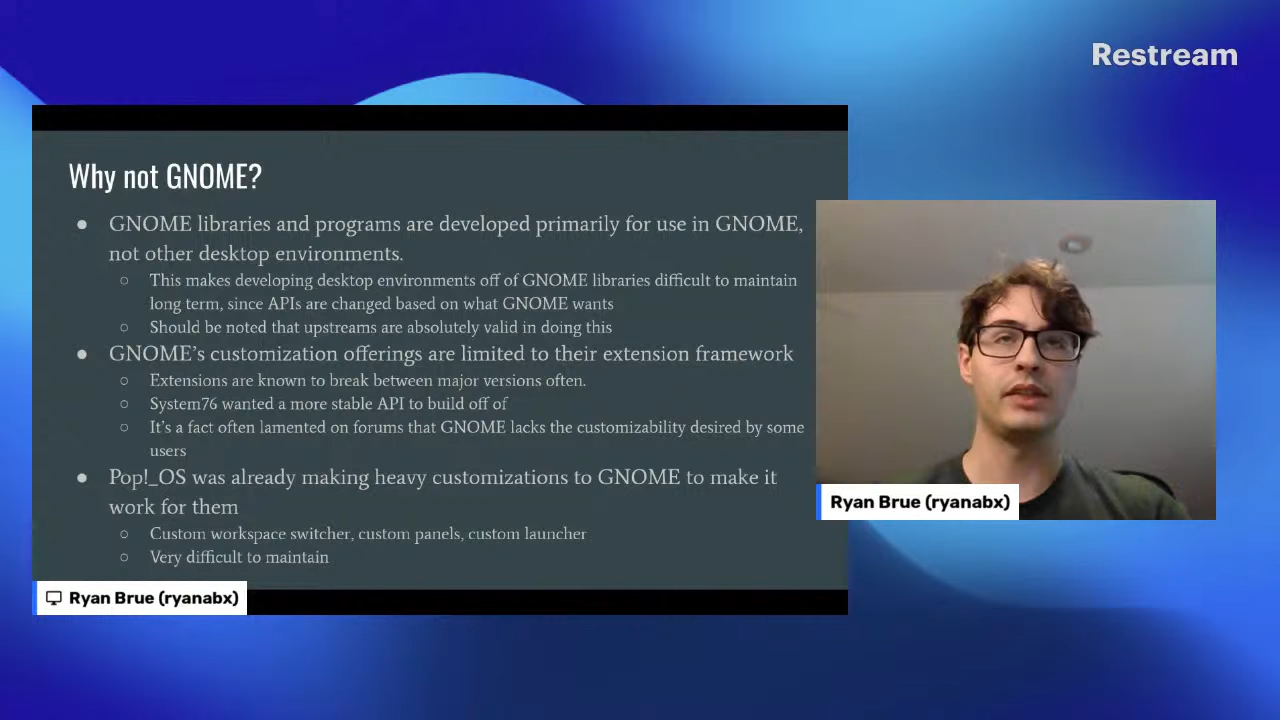 Restream
Why not GNOME?
● GNOME libraries and programs are developed primarily for use in GNOME,
not other desktop environments.
○ This makes developing desktop environments off of GNOME libraries difficult to maintain
long term, since APIs are changed based on what GNOME wants
○ Should be noted that upstreams are absolutely valid in doing this
● GNOME’s customization offerings are limited to their extension framework
○ Extensions are known to break between major versions often.
○ System76 wanted a more stable API to build off of
○ It’s a fact often lamented on forums that GNOME lacks the customizability desired by some
users
● Pop!_OS was already making heavy customizations to GNOME to make it
work for them
○ Custom workspace switcher, custom panels, custom launcher
○ Very difficult to maintain
Ryan Brue (ryanabx)
Ryan Brue (ryanabx)